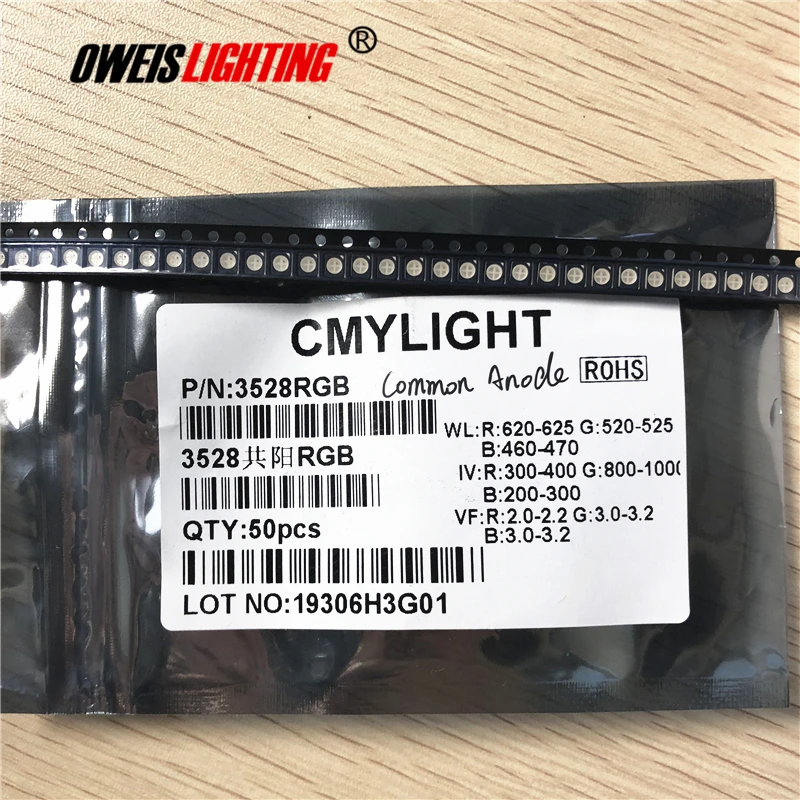 OWEISLIGHTING®
CMYLIGHT
P/N:3528RGB Common Anode ROHS
WL:R:620-625 G:520-525
B:460-470
3528共阳RGB
IV:R:300-400 G:800-1000
B:200-300
QTY:50pcs
VF:R:2.0-2.2 G:3.0-3.2
B:3.0-3.2
LOT NO:19306H3G01